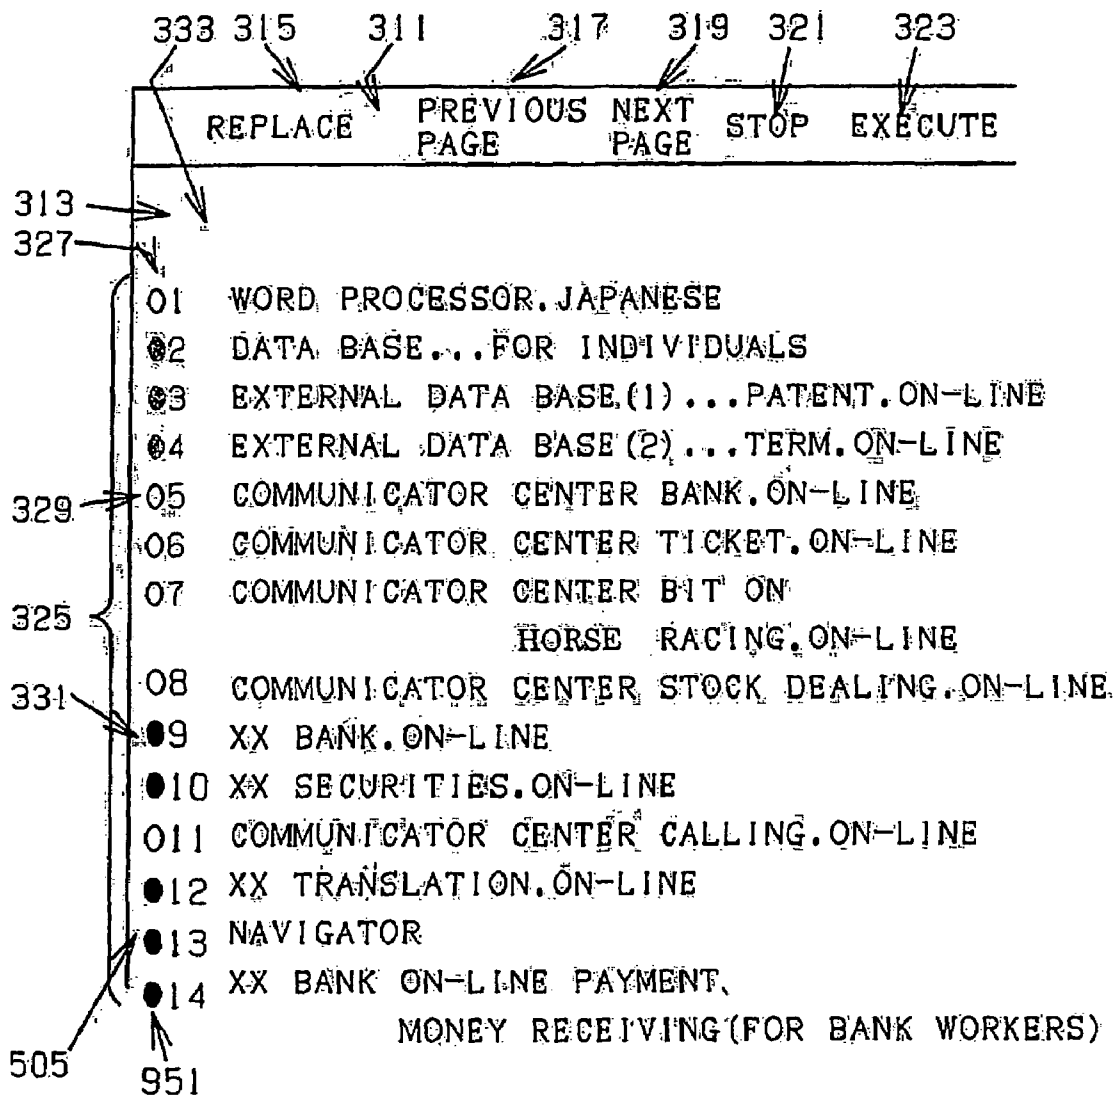 333 315 311 317 319 321 323
REPLACE PREVIOUS PAGE NEXT PAGE STOP EXECUTE
313
327
01 WORD PROCESSOR.JAPANESE
●2 DATA BASE...FOR INDIVIDUALS
●3 EXTERNAL DATA BASE(1)...PATENT.ON-LINE
●4 EXTERNAL DATA BASE(2)...TERM.ON-LINE
329 05 COMMUNICATOR CENTER BANK.ON-LINE
06 COMMUNICATOR CENTER TICKET.ON-LINE
07 COMMUNICATOR CENTER BIT ON
325 HORSE RACING.ON-LINE
08 COMMUNICATOR CENTER STOCK DEALING.ON-LINE
331 ●9 XX BANK.ON-LINE
●10 XX SECURITIES.ON-LINE
011 COMMUNICATOR CENTER CALLING.ON-LINE
●12 XX TRANSLATION.ON-LINE
●13 NAVIGATOR
●14 XX BANK ON-LINE PAYMENT、
MONEY RECEIVING(FOR BANK WORKERS)
505 951